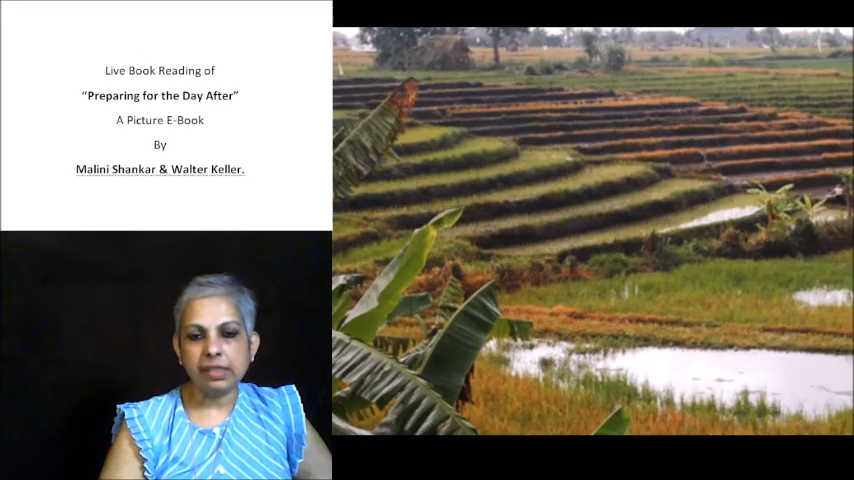 Live Book Reading of
“Preparing for the Day After”
A Picture E-Book
By
Malini Shankar & Walter Keller.